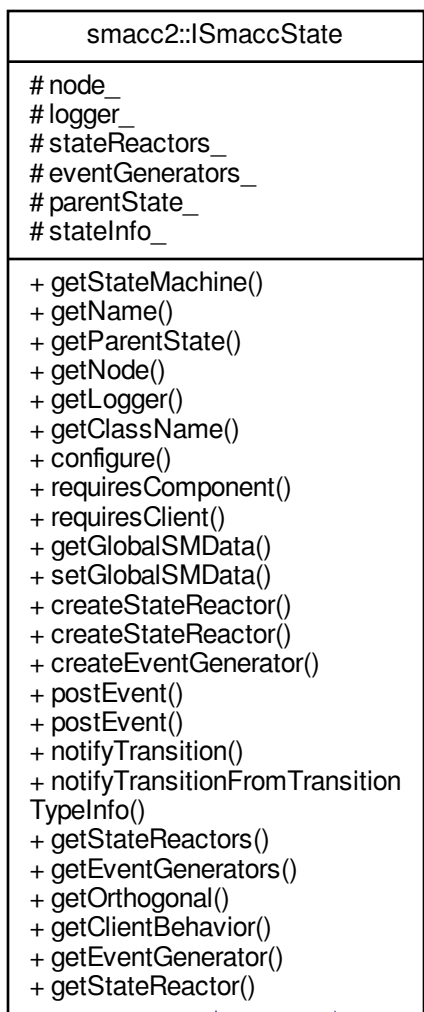 smacc2::ISmaccState
# node_
# logger_
# stateReactors_
# eventGenerators_
# parentState_
# stateInfo_
+ getStateMachine()
+ getName()
+ getParentState()
+ getNode()
+ getLogger()
+ getClassName()
+ configure()
+ requiresComponent()
+ requiresClient()
+ getGlobalSMData()
+ setGlobalSMData()
+ createStateReactor()
+ createStateReactor()
+ createEventGenerator()
+ postEvent()
+ postEvent()
+ notifyTransition()
+ notifyTransitionFromTransition
TypeInfo()
+ getStateReactors()
+ getEventGenerators()
+ getOrthogonal()
+ getClientBehavior()
+ getEventGenerator()
+ getStateReactor()